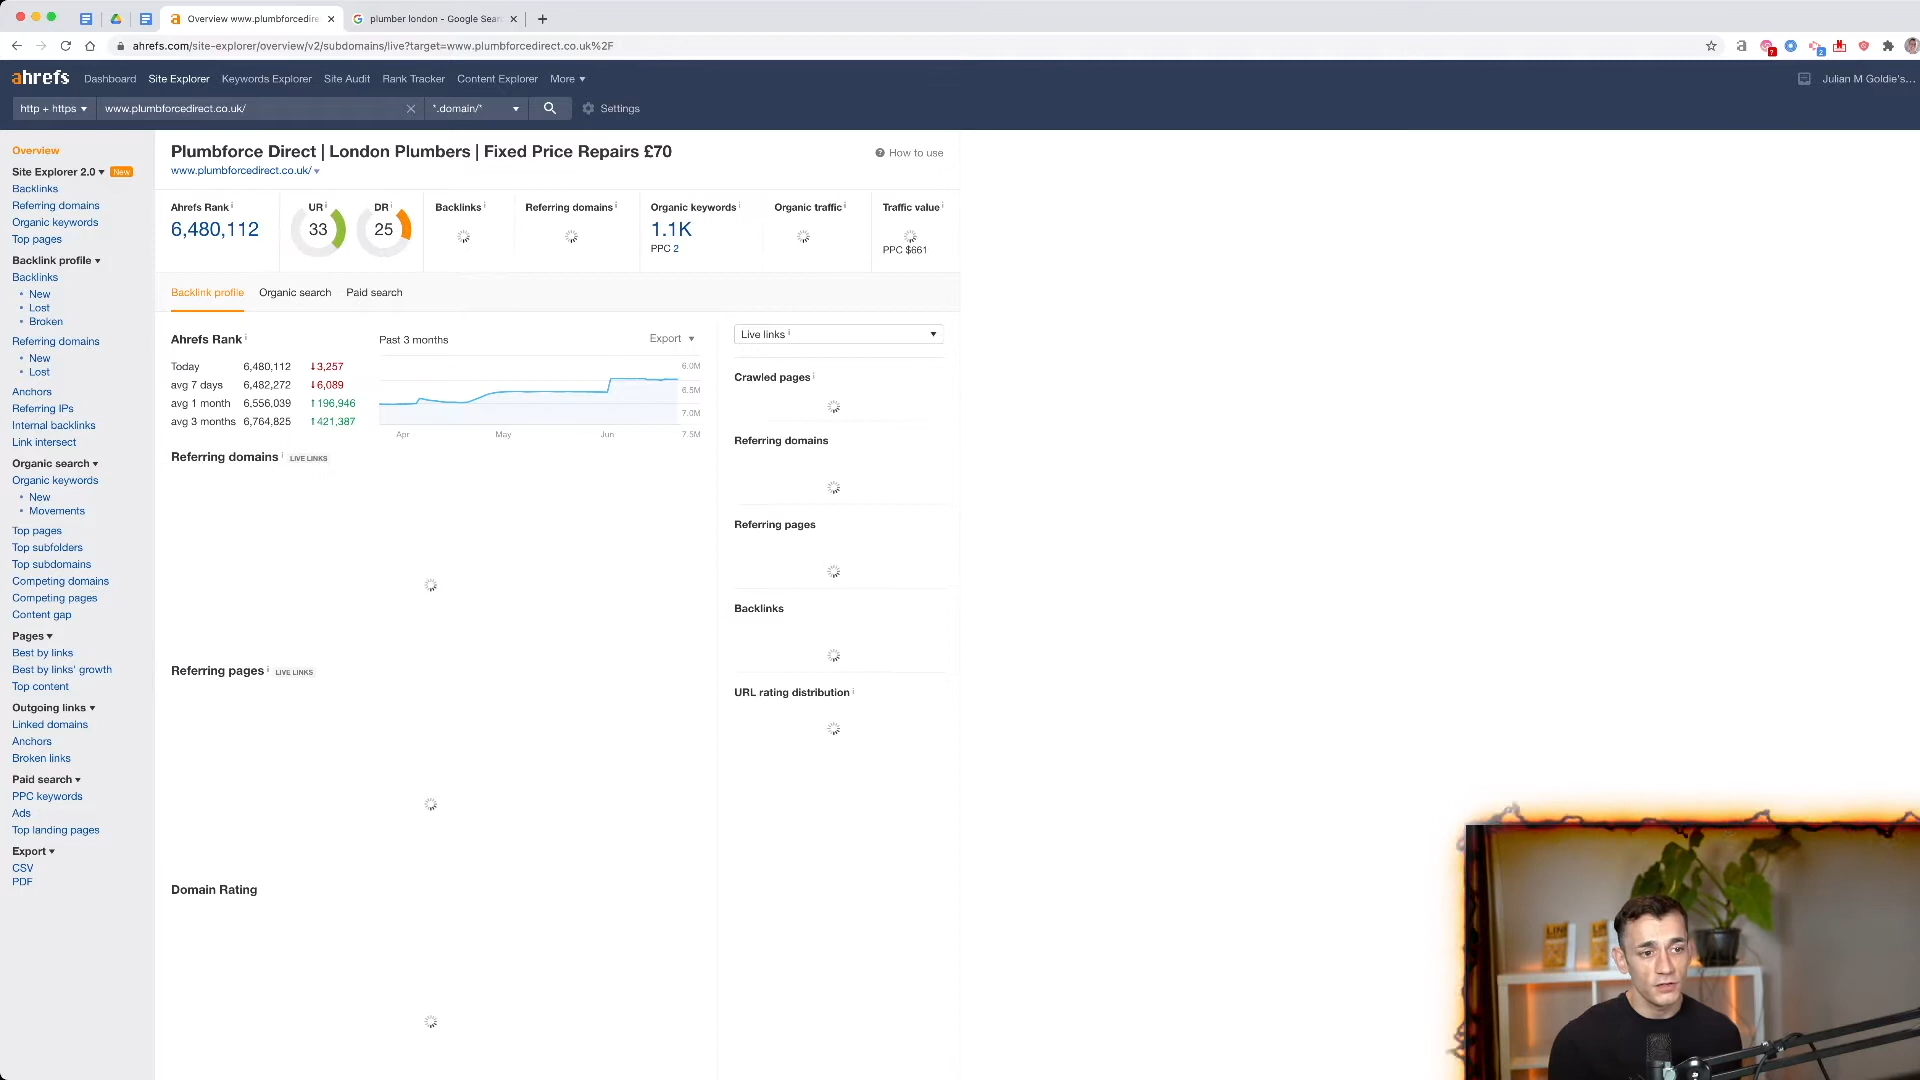 Overview www.plumbforcedire
plumber london - Google Sear
ahrefs.com/site-explorer/overview/v2/subdomains/live?target=www.plumbforcedirect.co.uk%2F
ahrefs
Dashboard
Site Explorer
Keywords Explorer
Site Audit
Rank Tracker
Content Explorer
More
Julian M Goldie's...
http + https
www.plumbforcedirect.co.uk/
*.domain/*
Settings
Overview
Site Explorer 2.0 New
Backlinks
Referring domains
Organic keywords
Top pages
Backlink profile
Backlinks
New
Lost
Broken
Referring domains
New
Lost
Anchors
Referring IPs
Internal backlinks
Link intersect
Organic search
Organic keywords
New
Movements
Top pages
Top subfolders
Top subdomains
Competing domains
Competing pages
Content gap
Pages
Best by links
Best by links' growth
Top content
Outgoing links
Linked domains
Anchors
Broken links
Paid search
PPC keywords
Ads
Top landing pages
Export
CSV
PDF
Plumbforce Direct | London Plumbers | Fixed Price Repairs £70
How to use
www.plumbforcedirect.co.uk/
Ahrefs Rank
6,480,112
UR
33
DR
25
Backlinks
Referring domains
Organic keywords
1.1K
PPC 2
Organic traffic
Traffic value
PPC $661
Backlink profile
Organic search
Paid search
Ahrefs Rank
Today 6,480,112 ↓3,257
avg 7 days 6,482,272 ↓6,089
avg 1 month 6,556,039 ↑196,946
avg 3 months 6,764,825 ↑421,387
Past 3 months
Export
6.0M
6.5M
7.0M
7.5M
Apr May Jun
Referring domains LIVE LINKS
Referring pages LIVE LINKS
Domain Rating
Live links
Crawled pages
Referring domains
Referring pages
Backlinks
URL rating distribution